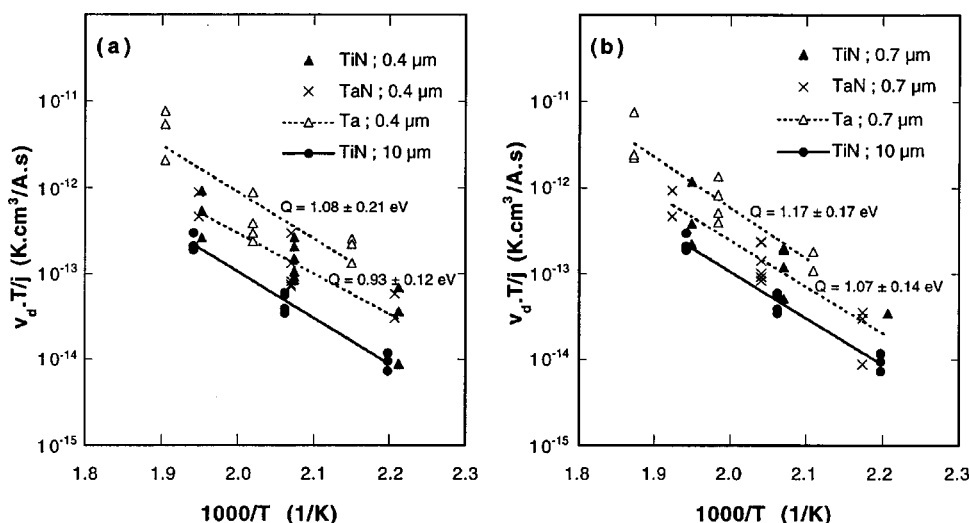 (a)
TiN ; 0.4 μm
TaN ; 0.4 μm
Ta ; 0.4 μm
TiN ; 10 μm
Q = 1.08 ± 0.21 eV
Q = 0.93 ± 0.12 eV
10⁻¹¹
10⁻¹²
10⁻¹³
10⁻¹⁴
10⁻¹⁵
v_d.T/j (K.cm³/A.s)
1.8 1.9 2.0 2.1 2.2 2.3
1000/T (1/K)
(b)
TiN ; 0.7 μm
TaN ; 0.7 μm
Ta ; 0.7 μm
TiN ; 10 μm
Q = 1.17 ± 0.17 eV
Q = 1.07 ± 0.14 eV
10⁻¹¹
10⁻¹²
10⁻¹³
10⁻¹⁴
10⁻¹⁵
v_d.T/j (K.cm³/A.s)
1.8 1.9 2.0 2.1 2.2 2.3
1000/T (1/K)